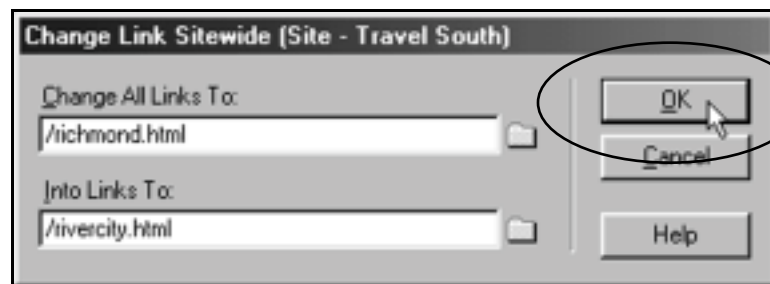 Change Link Sitewide (Site - Travel South)
Change All Links To:
/richmond.html
Into Links To:
/rivercity.html
OK
Cancel
Help